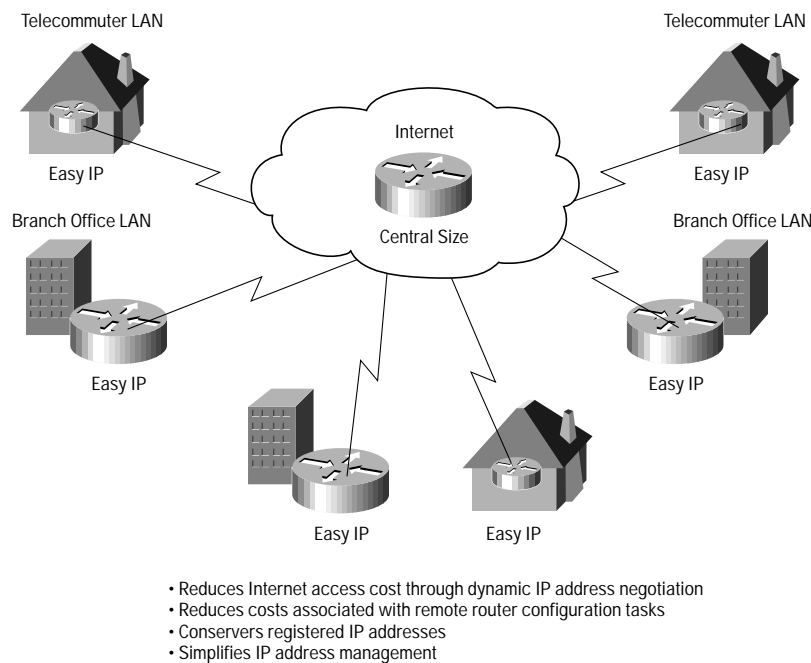 Telecommuter LAN
Telecommuter LAN
Internet
Easy IP
Easy IP
Branch Office LAN
Central Size
Branch Office LAN
Easy IP
Easy IP
Easy IP
Easy IP
• Reduces Internet access cost through dynamic IP address negotiation
• Reduces costs associated with remote router configuration tasks
• Conservers registered IP addresses
• Simplifies IP address management